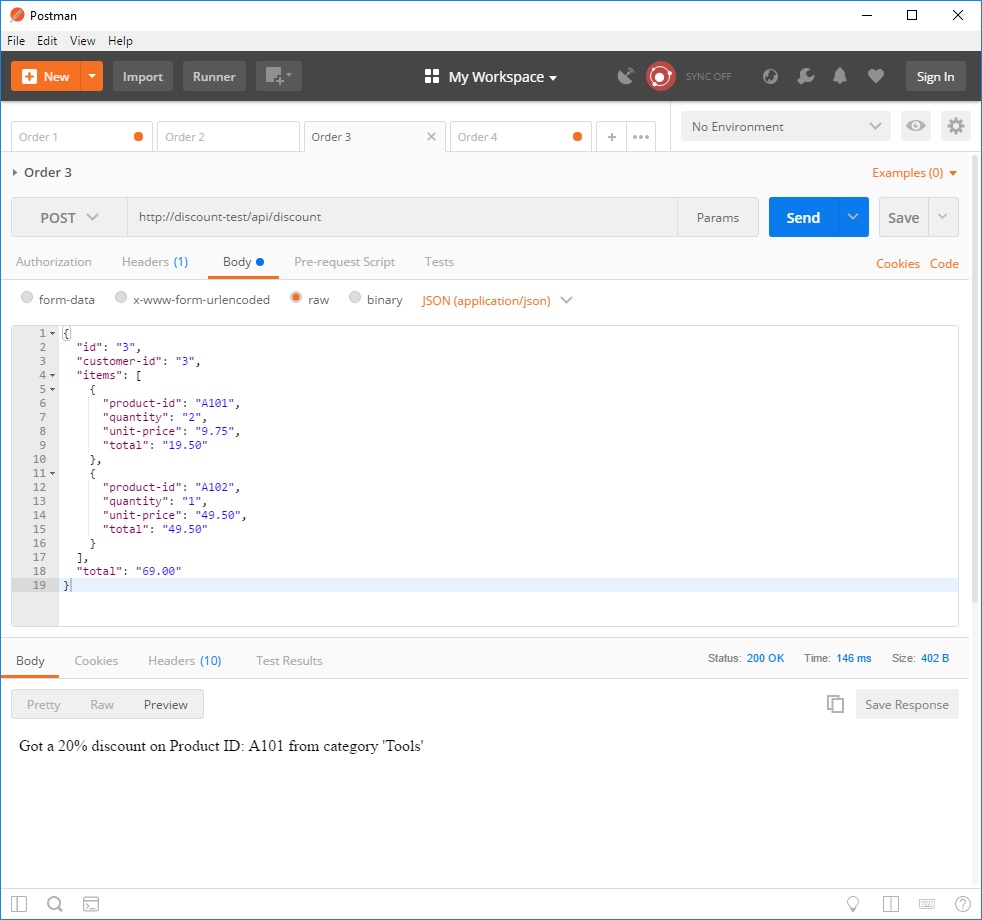 Postman
File Edit View Help
New Import Runner My Workspace SYNC OFF Sign In
Order 1 Order 2 Order 3 Order 4 No Environment
Order 3 Examples (0)
POST http://discount-test/api/discount Params Send Save
Authorization Headers (1) Body Pre-request Script Tests Cookies Code
form-data x-www-form-urlencoded raw binary JSON (application/json)
1 {
2 "id": "3",
3 "customer-id": "3",
4 "items": [
5 {
6 "product-id": "A101",
7 "quantity": "2",
8 "unit-price": "9.75",
9 "total": "19.50"
10 },
11 {
12 "product-id": "A102",
13 "quantity": "1",
14 "unit-price": "49.50",
15 "total": "49.50"
16 }
17 ],
18 "total": "69.00"
19 }
Body Cookies Headers (10) Test Results Status: 200 OK Time: 146 ms Size: 402 B
Pretty Raw Preview Save Response
Got a 20% discount on Product ID: A101 from category 'Tools'